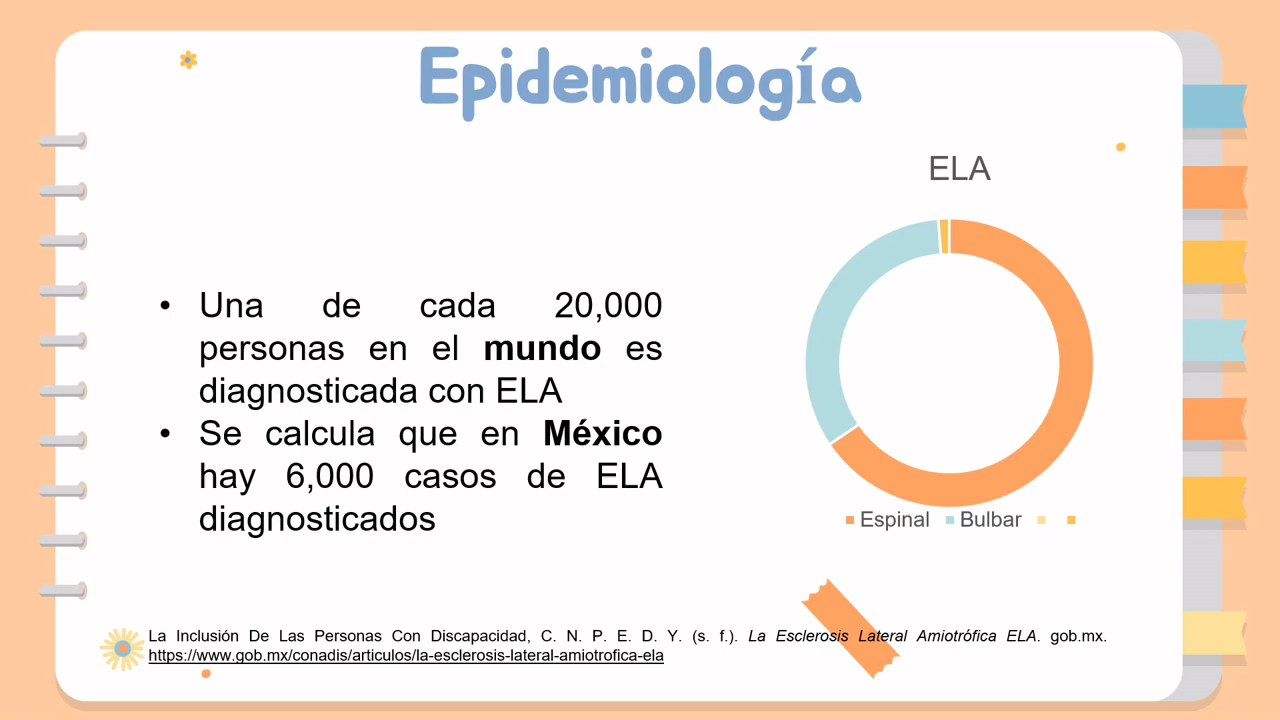 Epidemiología
ELA
• Una de cada 20,000
personas en el mundo es
diagnosticada con ELA
• Se calcula que en México
hay 6,000 casos de ELA
diagnosticados
Espinal Bulbar
La Inclusión De Las Personas Con Discapacidad, C. N. P. E. D. Y. (s. f.). La Esclerosis Lateral Amiotrófica ELA. gob.mx.
https://www.gob.mx/conadis/articulos/la-esclerosis-lateral-amiotrofica-ela